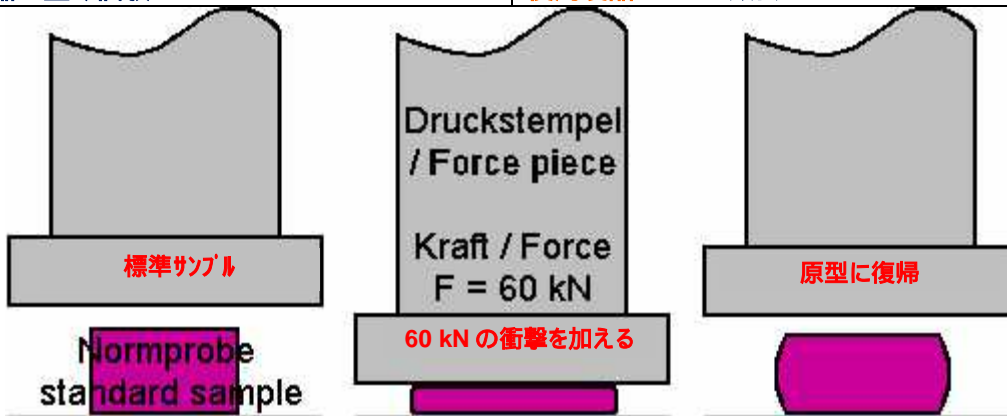 標準ｻﾝﾌﾟﾙ
Normprobe
standard sample
Druckstempel
/ Force piece
Kraft / Force
F = 60 kN
60 kN の衝撃を加える
原型に復帰